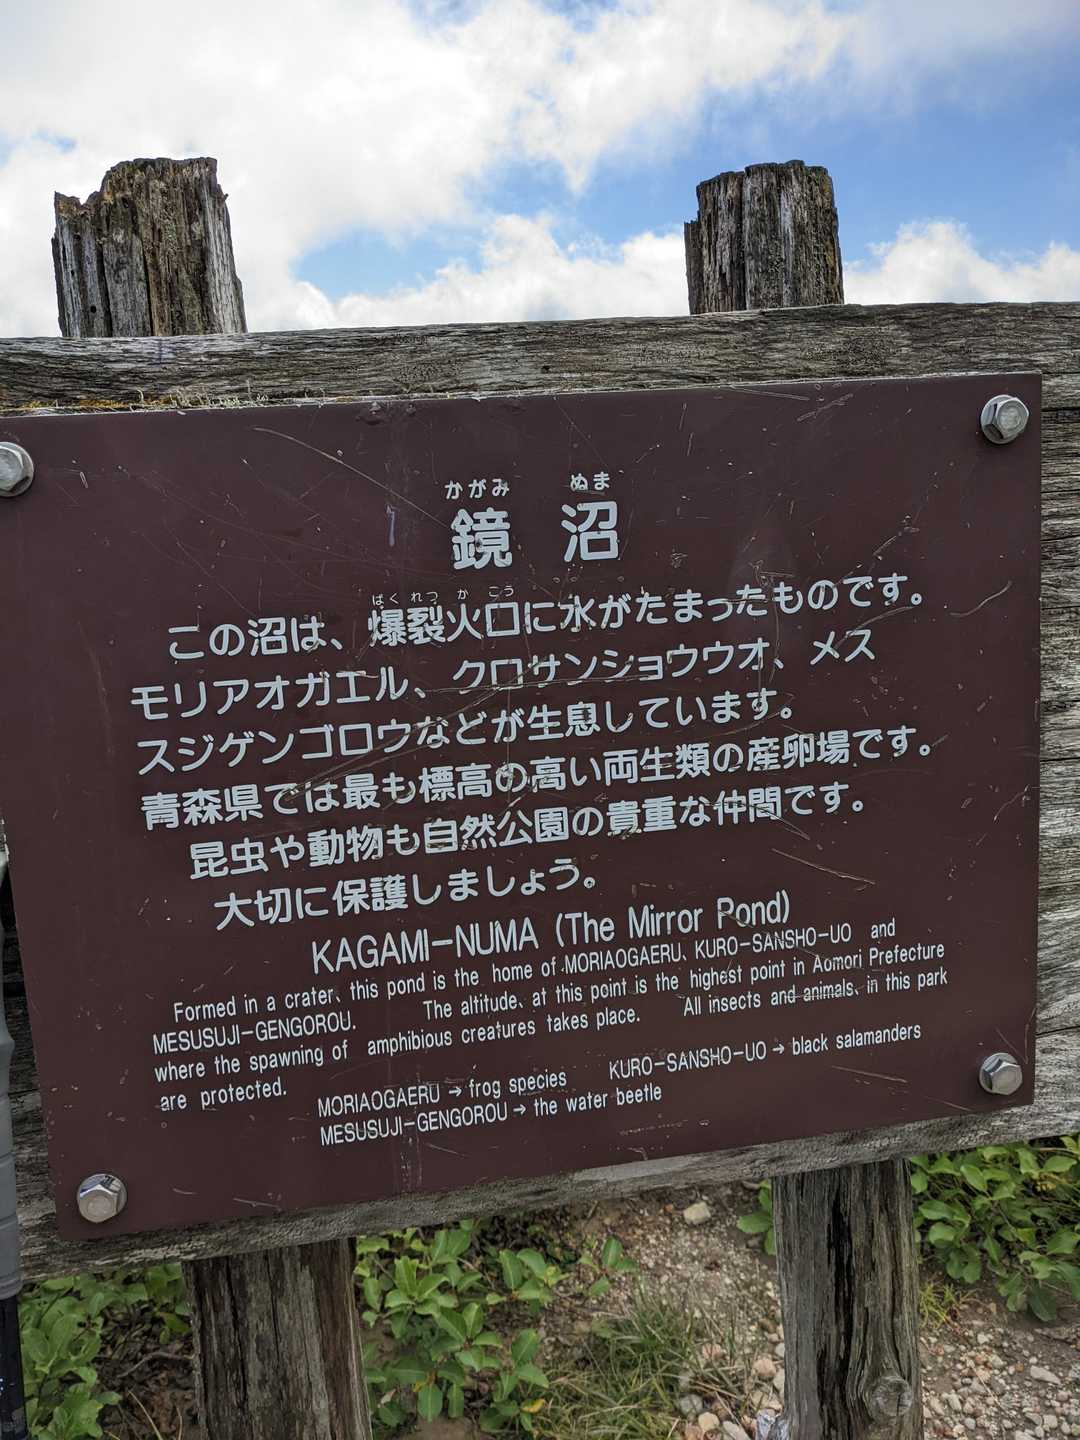 かがみ ぬま
鏡 沼
ばくれつ か こう
この沼は、爆裂火口に水がたまったものです。
モリアオガエル、クロサンショウウオ、メス
スジゲンゴロウなどが生息しています。
青森県では最も標高の高い両生類の産卵場です。
昆虫や動物も自然公園の貴重な仲間です。
大切に保護しましょう。
KAGAMI-NUMA (The Mirror Pond)
Formed in a crater、this pond is the home of MORIAOGAERU、KURO-SANSHO-UO and
MESUSUJI-GENGOROU. The altitude、at this point is the highest point in Aomori Prefecture
where the spawning of amphibious creatures takes place. All insects and animals、in this park
are protected.
MORIAOGAERU → frog species KURO-SANSHO-UO → black salamanders
MESUSUJI-GENGOROU → the water beetle